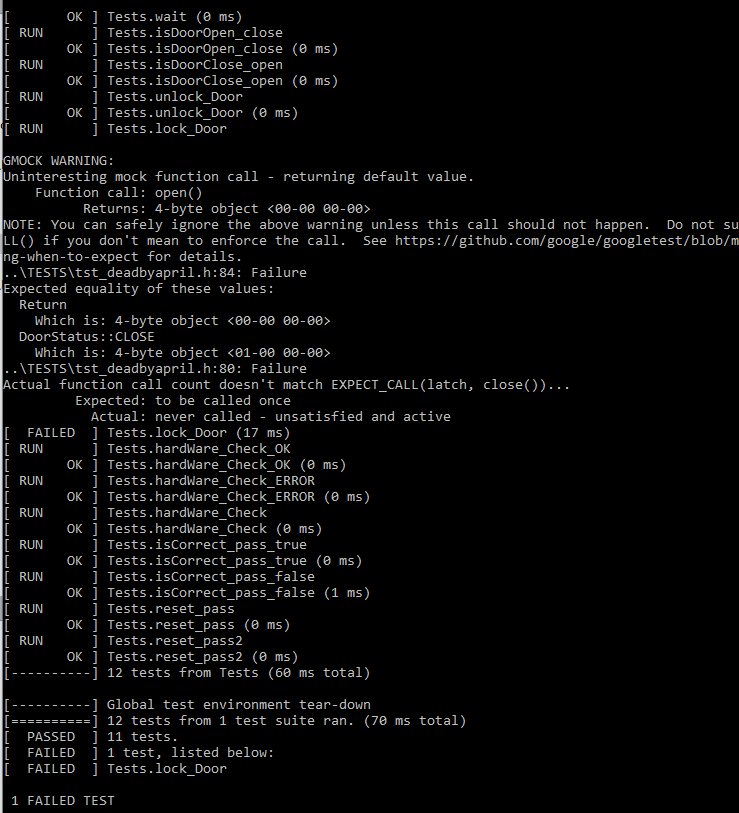 [       OK ] Tests.wait (0 ms)
[ RUN      ] Tests.isDoorOpen_close
[       OK ] Tests.isDoorOpen_close (0 ms)
[ RUN      ] Tests.isDoorClose_open
[       OK ] Tests.isDoorClose_open (0 ms)
[ RUN      ] Tests.unlock_Door
[       OK ] Tests.unlock_Door (0 ms)
[ RUN      ] Tests.lock_Door

GMOCK WARNING:
Uninteresting mock function call - returning default value.
    Function call: open()
          Returns: 4-byte object <00-00 00-00>
NOTE: You can safely ignore the above warning unless this call should not happen.  Do not su
LL() if you don't mean to enforce the call.  See https://github.com/google/googletest/blob/m
ng-when-to-expect for details.
..\TESTS\tst_deadbyapril.h:84: Failure
Expected equality of these values:
  Return
    Which is: 4-byte object <00-00 00-00>
  DoorStatus::CLOSE
    Which is: 4-byte object <01-00 00-00>
..\TESTS\tst_deadbyapril.h:80: Failure
Actual function call count doesn't match EXPECT_CALL(latch, close())...
         Expected: to be called once
           Actual: never called - unsatisfied and active
[  FAILED  ] Tests.lock_Door (17 ms)
[ RUN      ] Tests.hardWare_Check_OK
[       OK ] Tests.hardWare_Check_OK (0 ms)
[ RUN      ] Tests.hardWare_Check_ERROR
[       OK ] Tests.hardWare_Check_ERROR (0 ms)
[ RUN      ] Tests.hardWare_Check
[       OK ] Tests.hardWare_Check (0 ms)
[ RUN      ] Tests.isCorrect_pass_true
[       OK ] Tests.isCorrect_pass_true (0 ms)
[ RUN      ] Tests.isCorrect_pass_false
[       OK ] Tests.isCorrect_pass_false (1 ms)
[ RUN      ] Tests.reset_pass
[       OK ] Tests.reset_pass (0 ms)
[ RUN      ] Tests.reset_pass2
[       OK ] Tests.reset_pass2 (0 ms)
[----------] 12 tests from Tests (60 ms total)

[----------] Global test environment tear-down
[==========] 12 tests from 1 test suite ran. (70 ms total)
[  PASSED  ] 11 tests.
[  FAILED  ] 1 test, listed below:
[  FAILED  ] Tests.lock_Door

 1 FAILED TEST